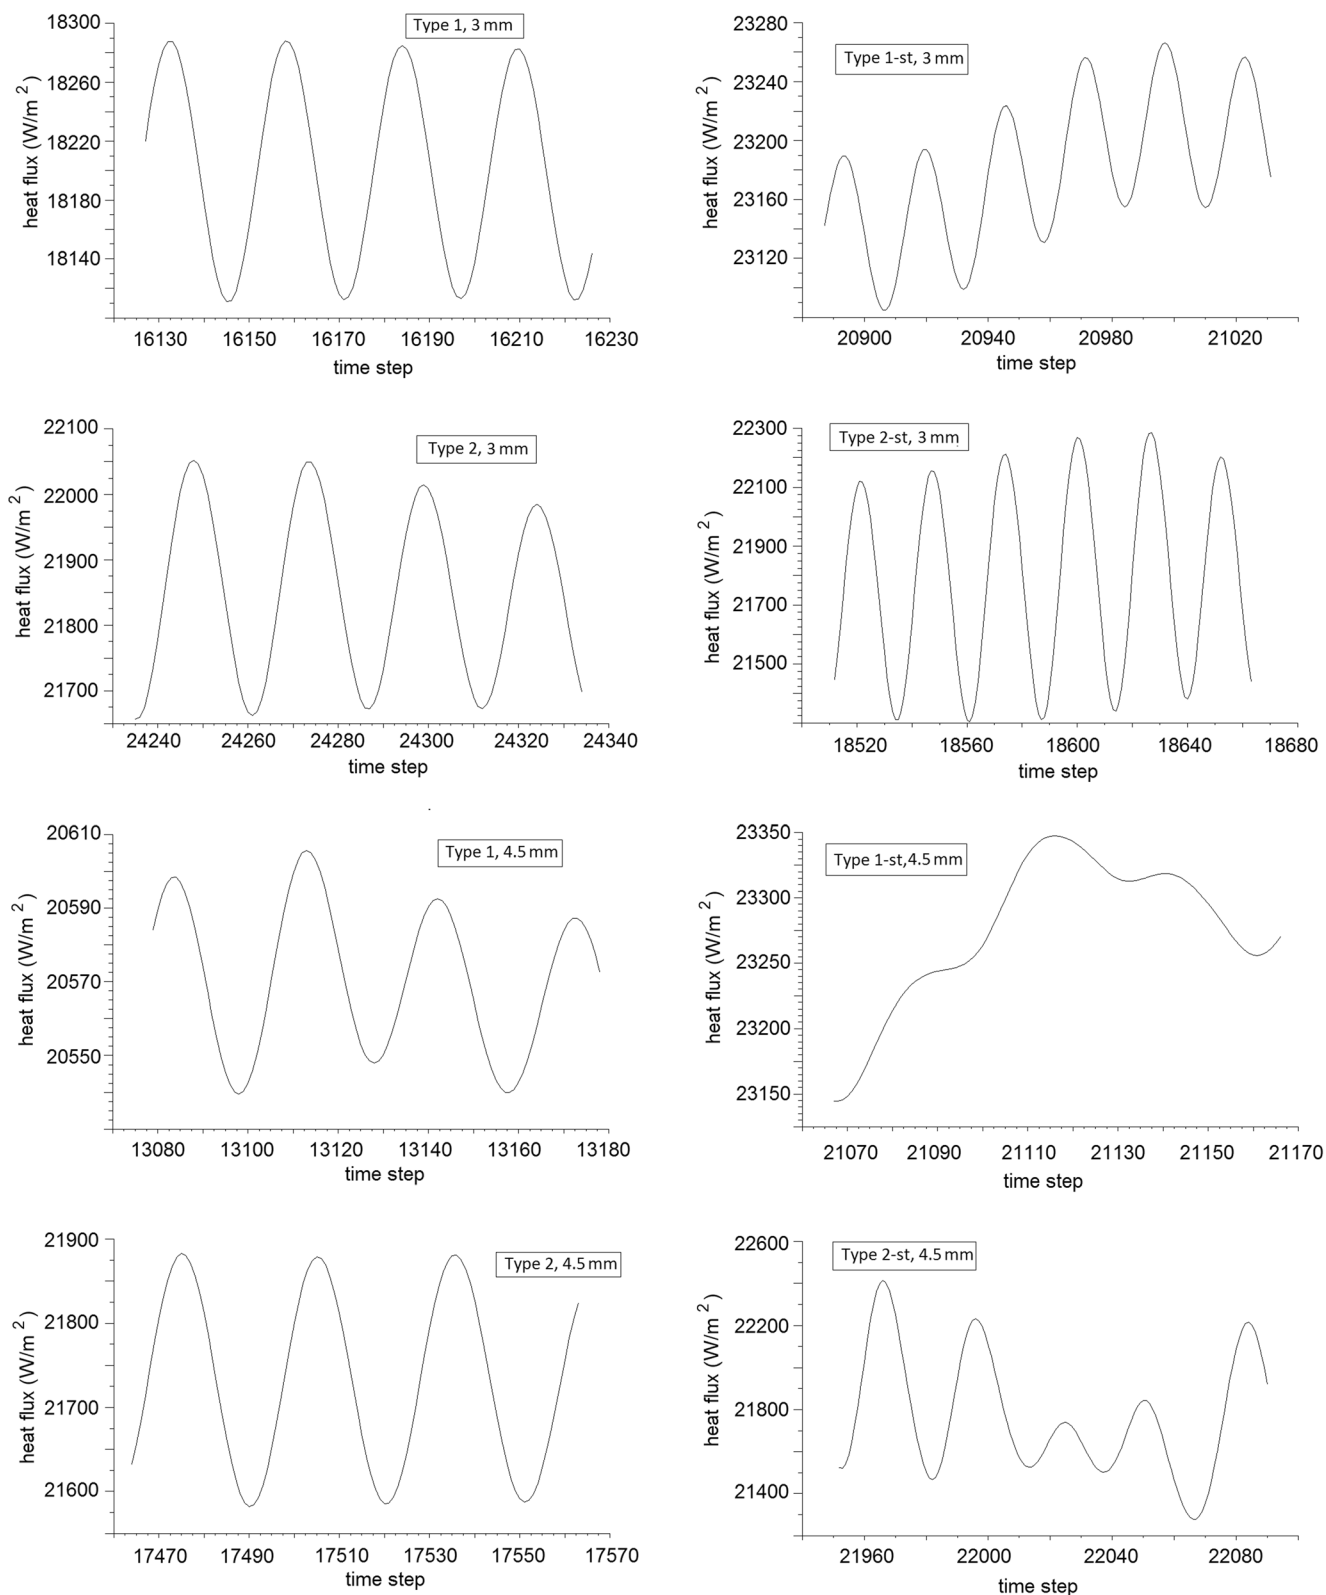 Type 1, 3 mm
18300
18260
18220
18180
18140
heat flux (W/m 2 )
16130 16150 16170 16190 16210 16230
time step
Type 1-st, 3 mm
23280
23240
23200
23160
23120
heat flux (W/m 2 )
20900 20940 20980 21020
time step
Type 2, 3 mm
22100
22000
21900
21800
21700
heat flux (W/m 2 )
24240 24260 24280 24300 24320 24340
time step
Type 2-st, 3 mm
22300
22100
21900
21700
21500
heat flux (W/m 2 )
18520 18560 18600 18640 18680
time step
Type 1, 4.5 mm
20610
20590
20570
20550
heat flux (W/m 2 )
13080 13100 13120 13140 13160 13180
time step
Type 1-st,4.5 mm
23350
23300
23250
23200
23150
heat flux (W/m 2 )
21070 21090 21110 21130 21150 21170
time step
Type 2, 4.5 mm
21900
21800
21700
21600
heat flux (W/m 2 )
17470 17490 17510 17530 17550 17570
time step
Type 2-st, 4.5 mm
22600
22200
21800
21400
heat flux (W/m 2 )
21960 22000 22040 22080
time step